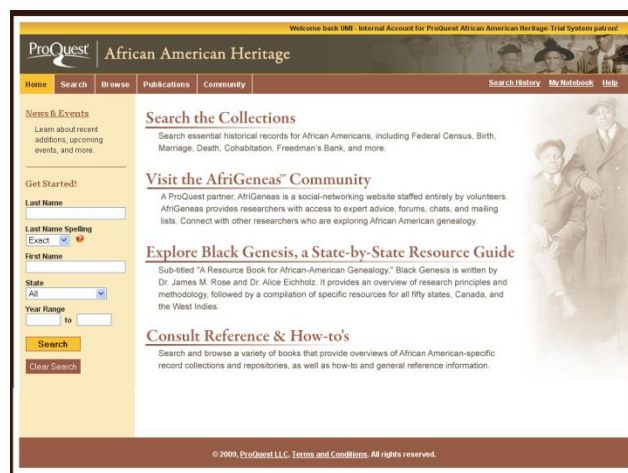 Welcome back UMI - Internal Account for ProQuest African American Heritage-Trial System patron!
ProQuest African American Heritage
Home Search Browse Publications Community Search History My Notebook Help
News & Events
Learn about recent
additions, upcoming
events, and more.
Get Started!
Last Name
Last Name Spelling
Exact ?
First Name
State
All
Year Range
to
Search
Clear Search
Search the Collections
Search essential historical records for African Americans, including Federal Census, Birth,
Marriage, Death, Cohabitation, Freedman's Bank, and more.
Visit the AfriGeneas™ Community
A ProQuest partner, AfriGeneas is a social-networking website staffed entirely by volunteers.
AfriGeneas provides researchers with access to expert advice, forums, chats, and mailing
lists. Connect with other researchers who are exploring African American genealogy.
Explore Black Genesis, a State-by-State Resource Guide
Sub-titled "A Resource Book for African-American Genealogy," Black Genesis is written by
Dr. James M. Rose and Dr. Alice Eichholz. It provides an overview of research principles and
methodology, followed by a compilation of specific resources for all fifty states, Canada, and
the West Indies.
Consult Reference & How-to's
Search and browse a variety of books that provide overviews of African American-specific
record collections and repositories, as well as how-to and general reference information.
© 2009, ProQuest LLC. Terms and Conditions. All rights reserved.